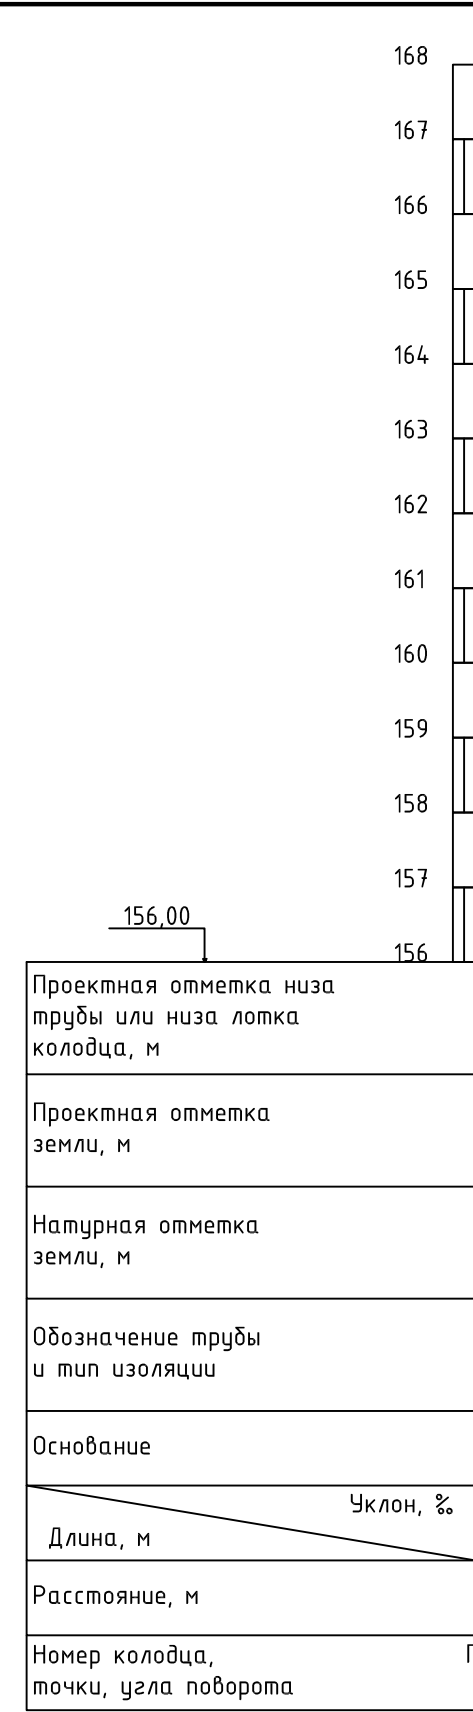 168
167
166
165
164
163
162
161
160
159
158
157
156,00
156
Проектная отметка низа
трубы или низа лотка
колодца, м
Проектная отметка
земли, м
Натурная отметка
земли, м
Обозначение трубы
и тип изоляции
Основание
Уклон, ‰
Длина, м
Расстояние, м
Номер колодца,
точки, угла поворота